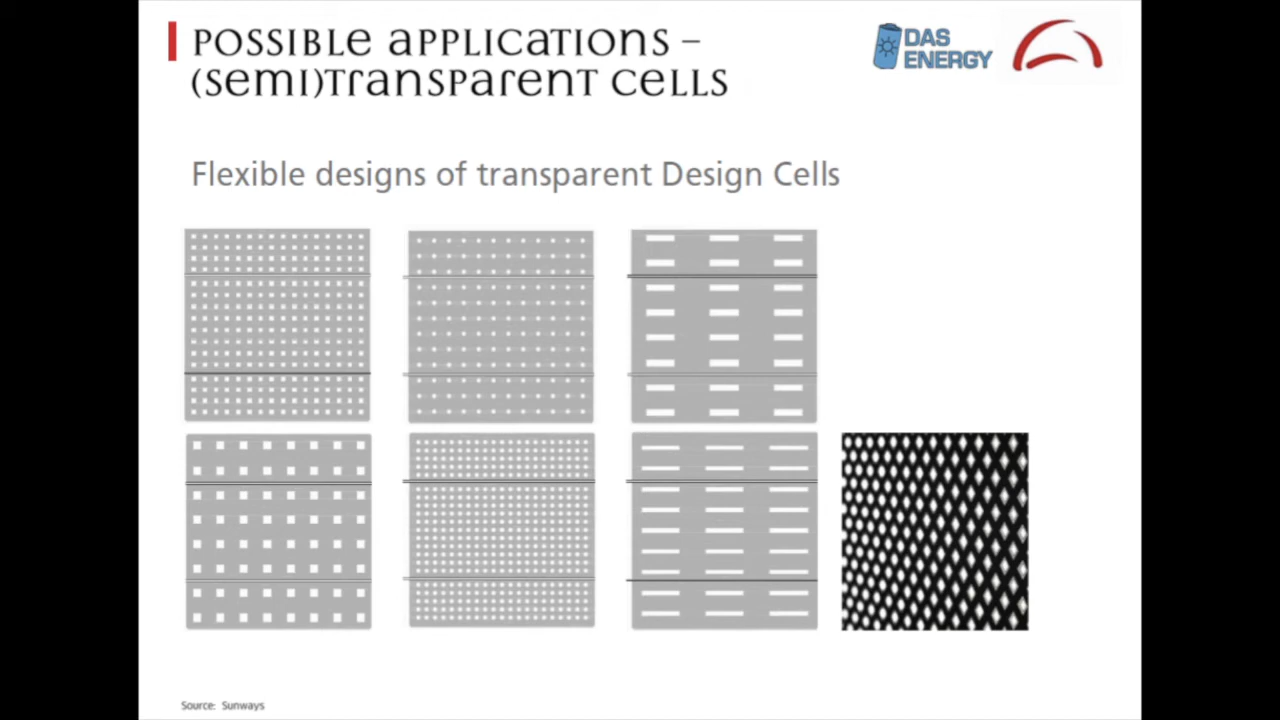 Possible applications –
(semi)transparent cells
DAS
ENERGY
Flexible designs of transparent Design Cells
Source: Sunways